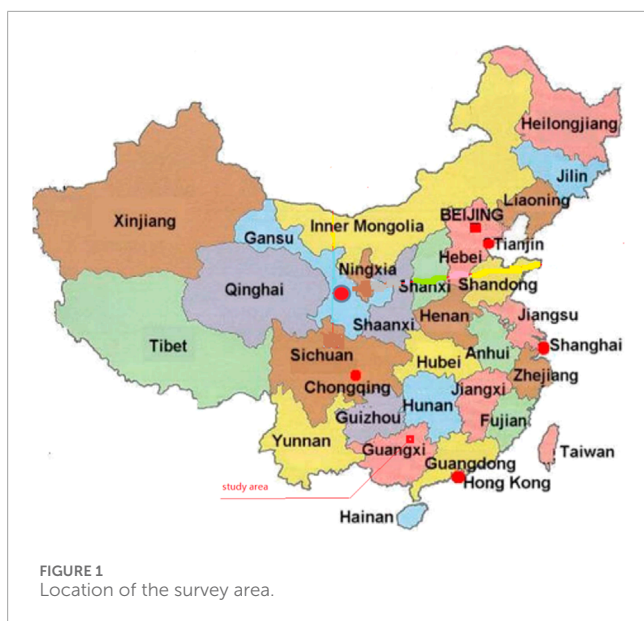 Heilongjiang
Jilin
Liaoning
Xinjiang
Inner Mongolia
BEIJING
Gansu
Tianjin
Hebei
Ningxia
Qinghai
Shanxi
Shandong
Shaanxi
Henan
Jiangsu
Tibet
Sichuan
Anhui
Shanghai
Hubei
Chongqing
Zhejiang
Hunan
Jiangxi
Guizhou
Fujian
Yunnan
Guangxi
Taiwan
Guangdong
study area
Hong Kong
Hainan
FIGURE 1
Location of the survey area.